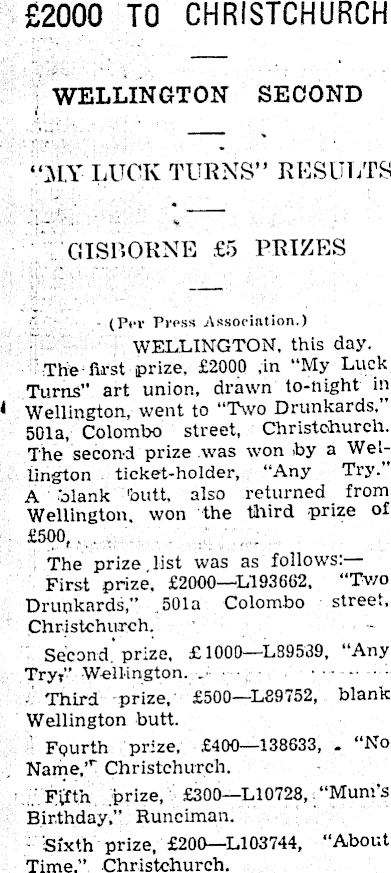 £2000 TO CHRISTCHURCH
WELLINGTON SECOND
"MY LUCK TURNS" RESULTS
GISBORNE £5 PRIZES
(Per Press Association.)
WELLINGTON, this day.
The first prize, £2000 ,in "My Luck
Turns" art union, drawn to-night in
Wellington, went to "Two Drunkards,"
501a, Colombo street, Christchurch.
The second prize was won by a Wel-
lington ticket-holder, "Any Try."
A blank butt, also returned from
Wellington, won the third prize of
£500,
The prize list was as follows:—
First prize, £2000—L193662, "Two
Drunkards," 501a Colombo street,
Christchurch.
Second prize, £1000—L89539, "Any
Try," Wellington.
Third prize, £500—L89752, blank
Wellington butt.
Fourth prize, £400—138633, "No
Name," Christchurch.
Fifth prize, £300—L10728, "Mum's
Birthday," Runciman.
Sixth prize, £200—L103744, "About
Time," Christchurch.